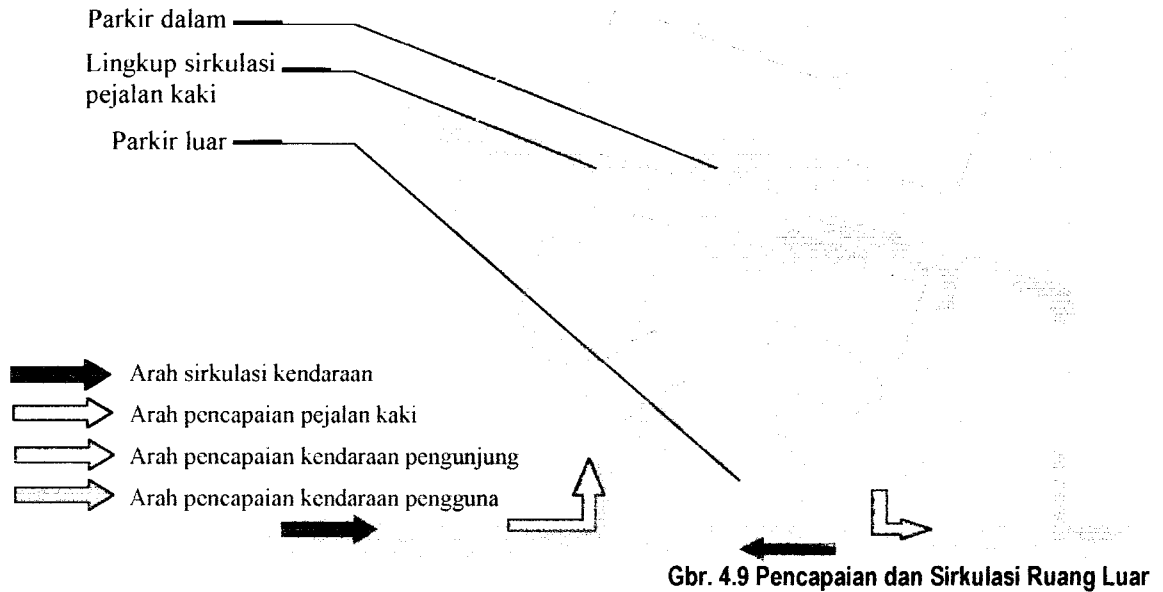 Parkir dalam
Lingkup sirkulasi
pejalan kaki
Parkir luar
Arah sirkulasi kendaraan
Arah pencapaian pejalan kaki
Arah pencapaian kendaraan pengunjung
Arah pencapaian kendaraan pengguna
Gbr. 4.9 Pencapaian dan Sirkulasi Ruang Luar